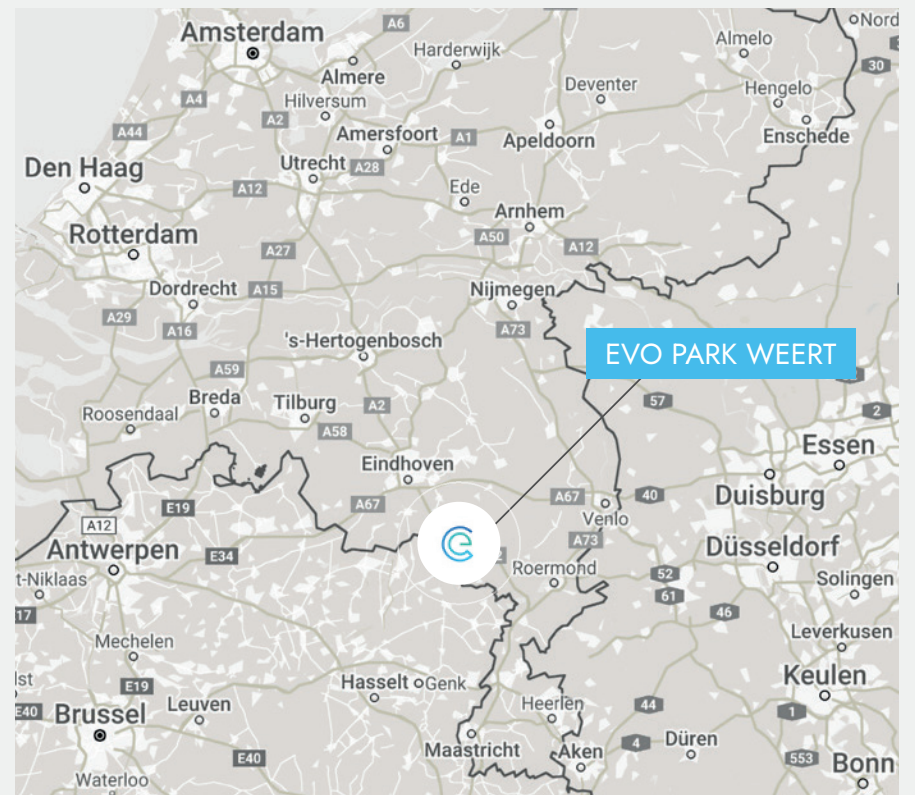 A6
Nord
Amsterdam
Almelo
Harderwijk
30
Almere
Deventer
Hengelo
A4
Hilversum
A2
A44
Amersfoort
A1
Apeldoorn
Enschede
Utrecht
A28
Den Haag
A12
Ede
Arnhem
Rotterdam
A50
A12
A27
Dordrecht
A15
Nijmegen
A29
A16
A73
's-Hertogenbosch
EVO PARK WEERT
A59
Breda
Tilburg
A2
57
2
Roosendaal
A58
Essen
Eindhoven
Duisburg
A67
A67
40
E19
Venlo
A12
A73
Antwerpen
E34
e
Düsseldorf
Roermond
52
t-Niklaas
Solingen
61
17
46
Mechelen
Leverkusen
lst
E19
Hasselt
Genk
Keulen
E40
Leuven
Heerlen
44
1
Brussel
Maastricht
Aken
4
Düren
E40
553
Bonn
Waterloo